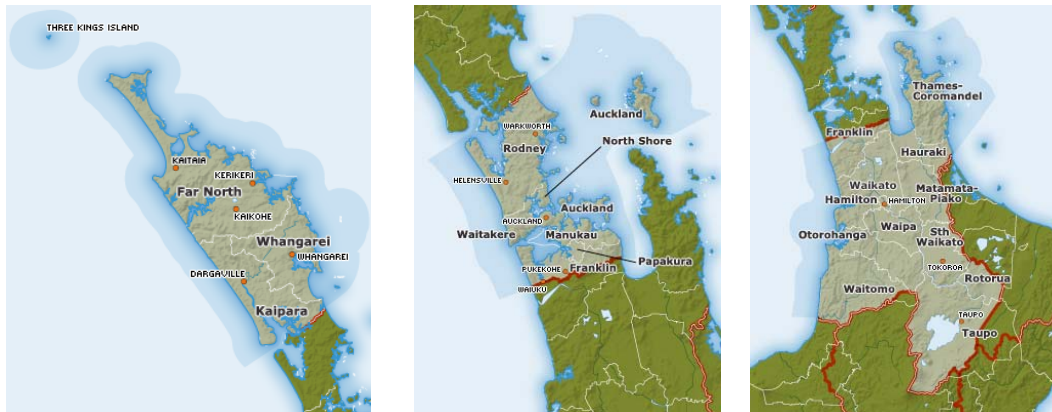 THREE KINGS ISLAND
KAITAIA
KERIKERI
Far North
KAIKOHE
Whangarei
WHANGAREI
DARGAVILLE
Kaipara
Auckland
WARKWORTH
North Shore
Rodney
HELENSVILLE
Auckland
AUCKLAND
Waitakere
Manukau
Papakura
PUKEKOHE
Franklin
WAIUKU
Thames-
Coromandel
Franklin
Hauraki
Waikato
Matamata-
Piako
Hamilton
HAMILTON
Waipa
Sth
Waikato
Otorohanga
TOKOROA
Rotorua
Waitomo
TAUPO
Taupo